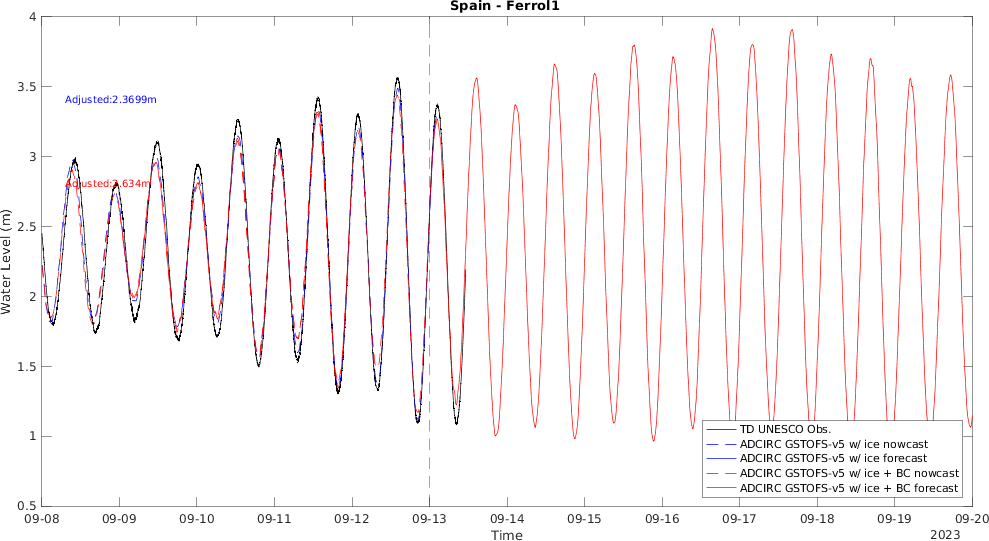 Spain - Ferrol1
4
3.5
3
2.5
2
1.5
1
0.5
Water Level (m)
Adjusted:2.3699m
Adjusted:2.634m
TD UNESCO Obs.
ADCIRC GSTOFS-v5 w/ ice nowcast
ADCIRC GSTOFS-v5 w/ ice forecast
ADCIRC GSTOFS-v5 w/ ice + BC nowcast
ADCIRC GSTOFS-v5 w/ ice + BC forecast
09-08 09-09 09-10 09-11 09-12 09-13 09-14 09-15 09-16 09-17 09-18 09-19 09-20
Time
2023